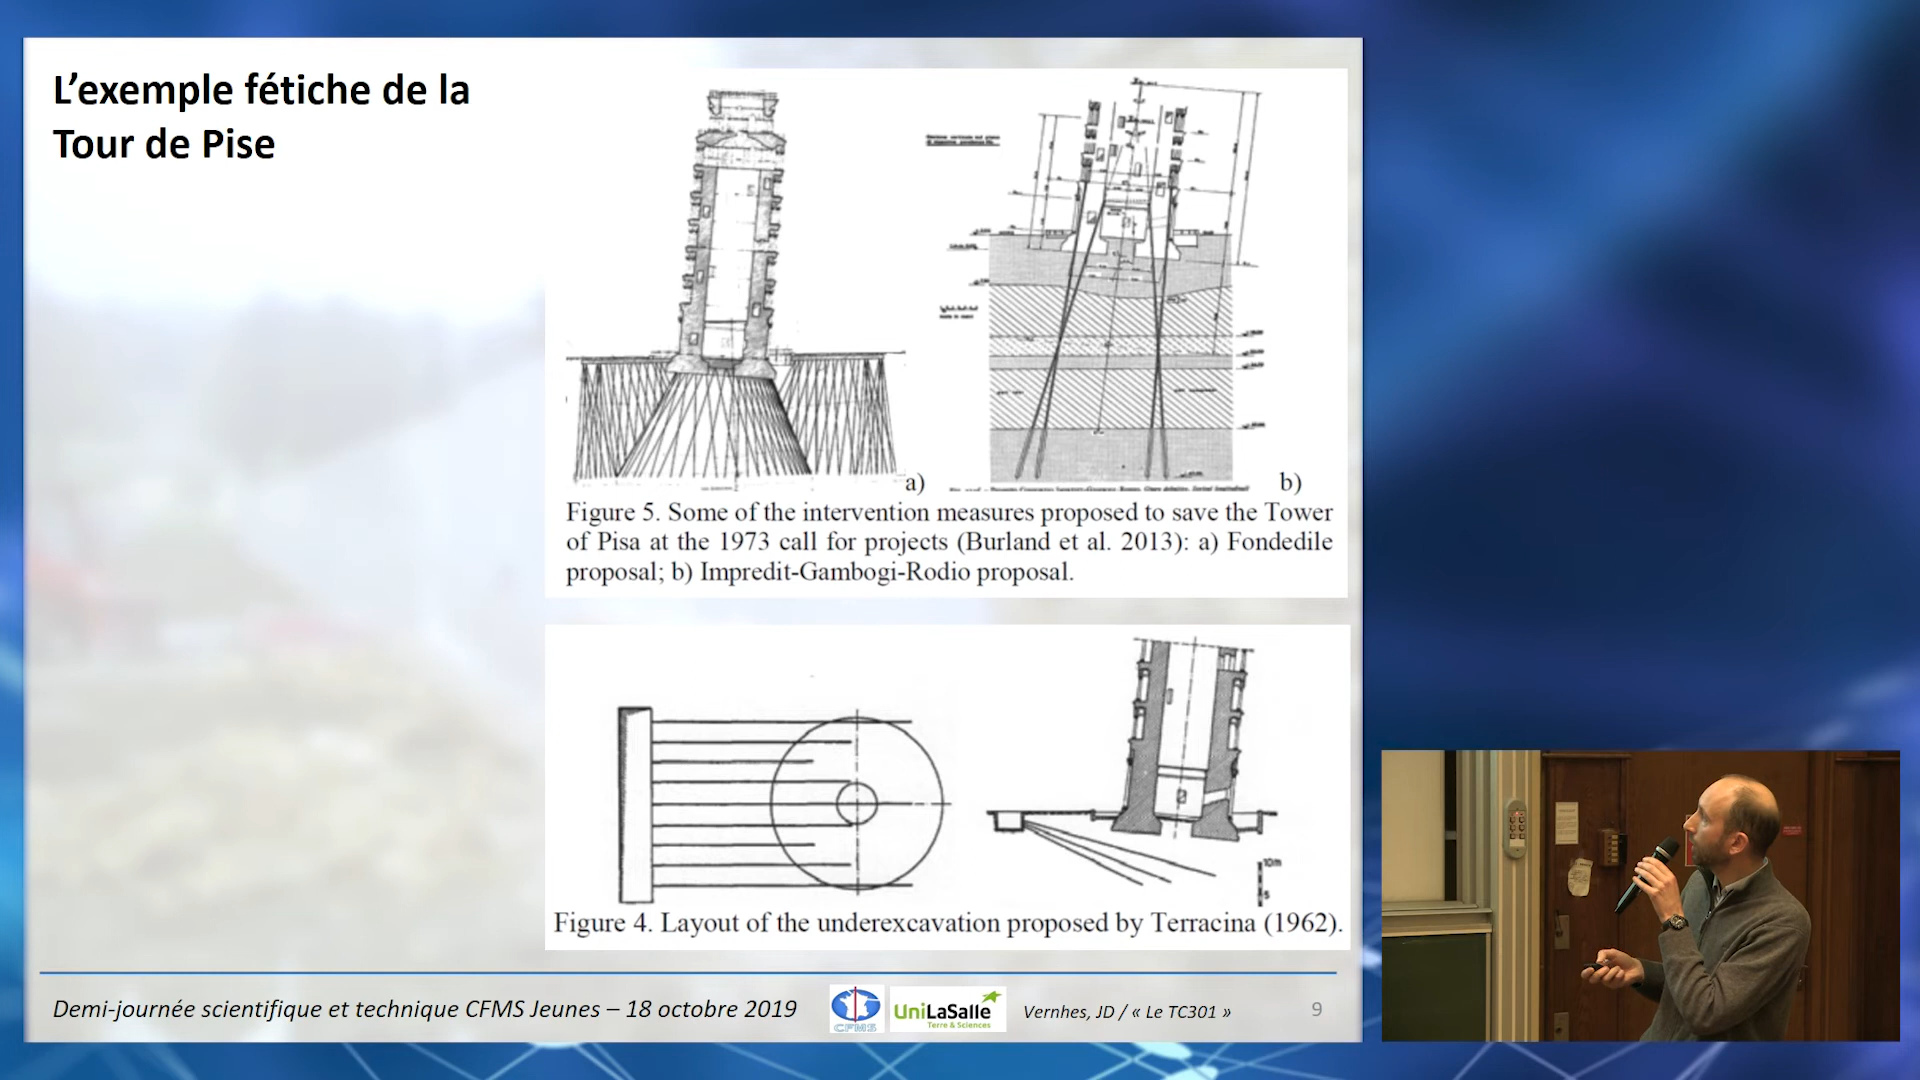 L'exemple fétiche de la
Tour de Pise
a)
b)
Figure 5. Some of the intervention measures proposed to save the Tower
of Pisa at the 1973 call for projects (Burland et al. 2013): a) Fondedile
proposal; b) Impredit-Gambogi-Rodio proposal.
10m
5
Figure 4. Layout of the underexcavation proposed by Terracina (1962).
Demi-journée scientifique et technique CFMS Jeunes – 18 octobre 2019
CFMS
UniLaSalle
Terre & Sciences
Vernhes, JD / « Le TC301 »
9